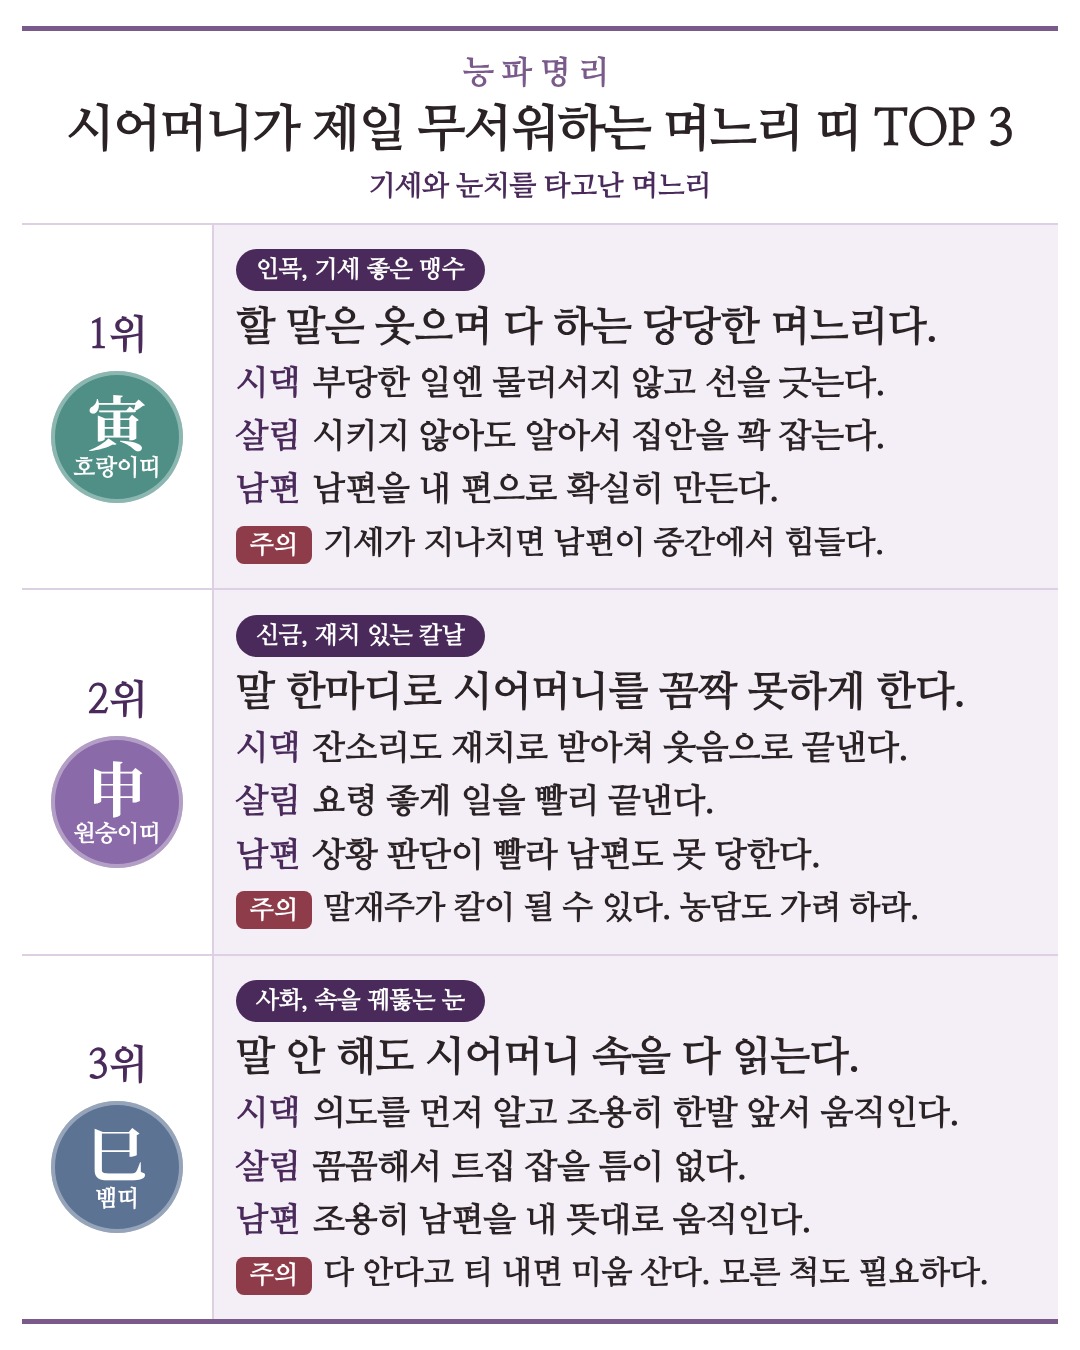 능파명리
시어머니가 제일 무서워하는 며느리 띠 TOP 3
기세와 눈치를 타고난 며느리
1위
寅
호랑이띠
인목, 기세 좋은 맹수
할 말은 웃으며 다 하는 당당한 며느리다.
시댁 부당한 일엔 물러서지 않고 선을 긋는다.
살림 시키지 않아도 알아서 집안을 꽉 잡는다.
남편 남편을 내 편으로 확실히 만든다.
주의 기세가 지나치면 남편이 중간에서 힘들다.
2위
申
원숭이띠
신금, 재치 있는 칼날
말 한마디로 시어머니를 꼼짝 못하게 한다.
시댁 잔소리도 재치로 받아쳐 웃음으로 끝낸다.
살림 요령 좋게 일을 빨리 끝낸다.
남편 상황 판단이 빨라 남편도 못 당한다.
주의 말재주가 칼이 될 수 있다. 농담도 가려 하라.
3위
巳
뱀띠
사화, 속을 꿰뚫는 눈
말 안 해도 시어머니 속을 다 읽는다.
시댁 의도를 먼저 알고 조용히 한발 앞서 움직인다.
살림 꼼꼼해서 트집 잡을 틈이 없다.
남편 조용히 남편을 내 뜻대로 움직인다.
주의 다 안다고 티 내면 미움 산다. 모른 척도 필요하다.